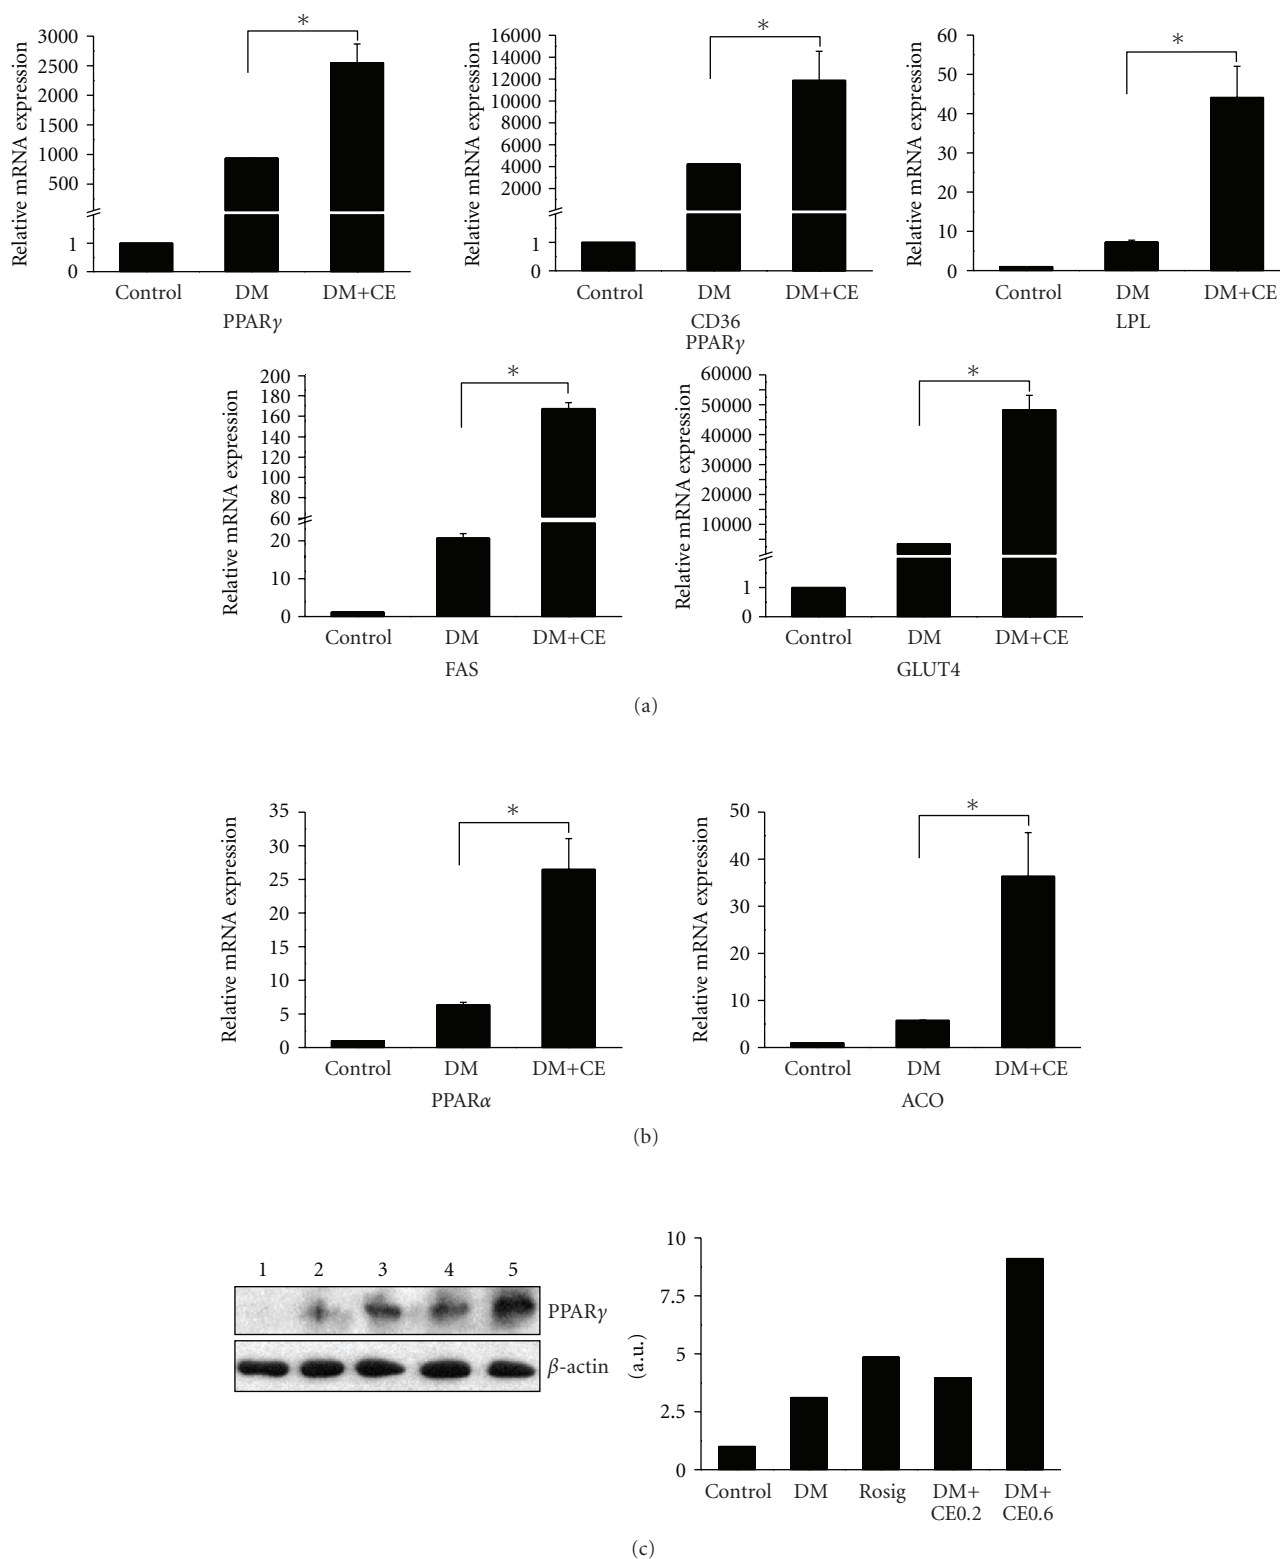 *
*
*
Relative mRNA expression
3000
2500
2000
1500
1000
500
1
0
Control DM DM+CE
PPARγ
Relative mRNA expression
16000
14000
12000
10000
8000
6000
4000
2000
1
0
Control DM DM+CE
CD36
PPARγ
Relative mRNA expression
60
50
40
30
20
10
0
Control DM DM+CE
LPL
*
*
Relative mRNA expression
200
180
160
140
120
100
80
60
20
10
0
Control DM DM+CE
FAS
Relative mRNA expression
60000
50000
40000
30000
20000
10000
1
0
Control DM DM+CE
GLUT4
(a)
*
*
Relative mRNA expression
35
30
25
20
15
10
5
0
Control DM DM+CE
PPARα
Relative mRNA expression
50
40
30
20
10
0
Control DM DM+CE
ACO
(b)
1 2 3 4 5
PPARγ
β-actin
(a.u.)
10
7.5
5
2.5
0
Control DM Rosig DM+ DM+
CE0.2 CE0.6
(c)